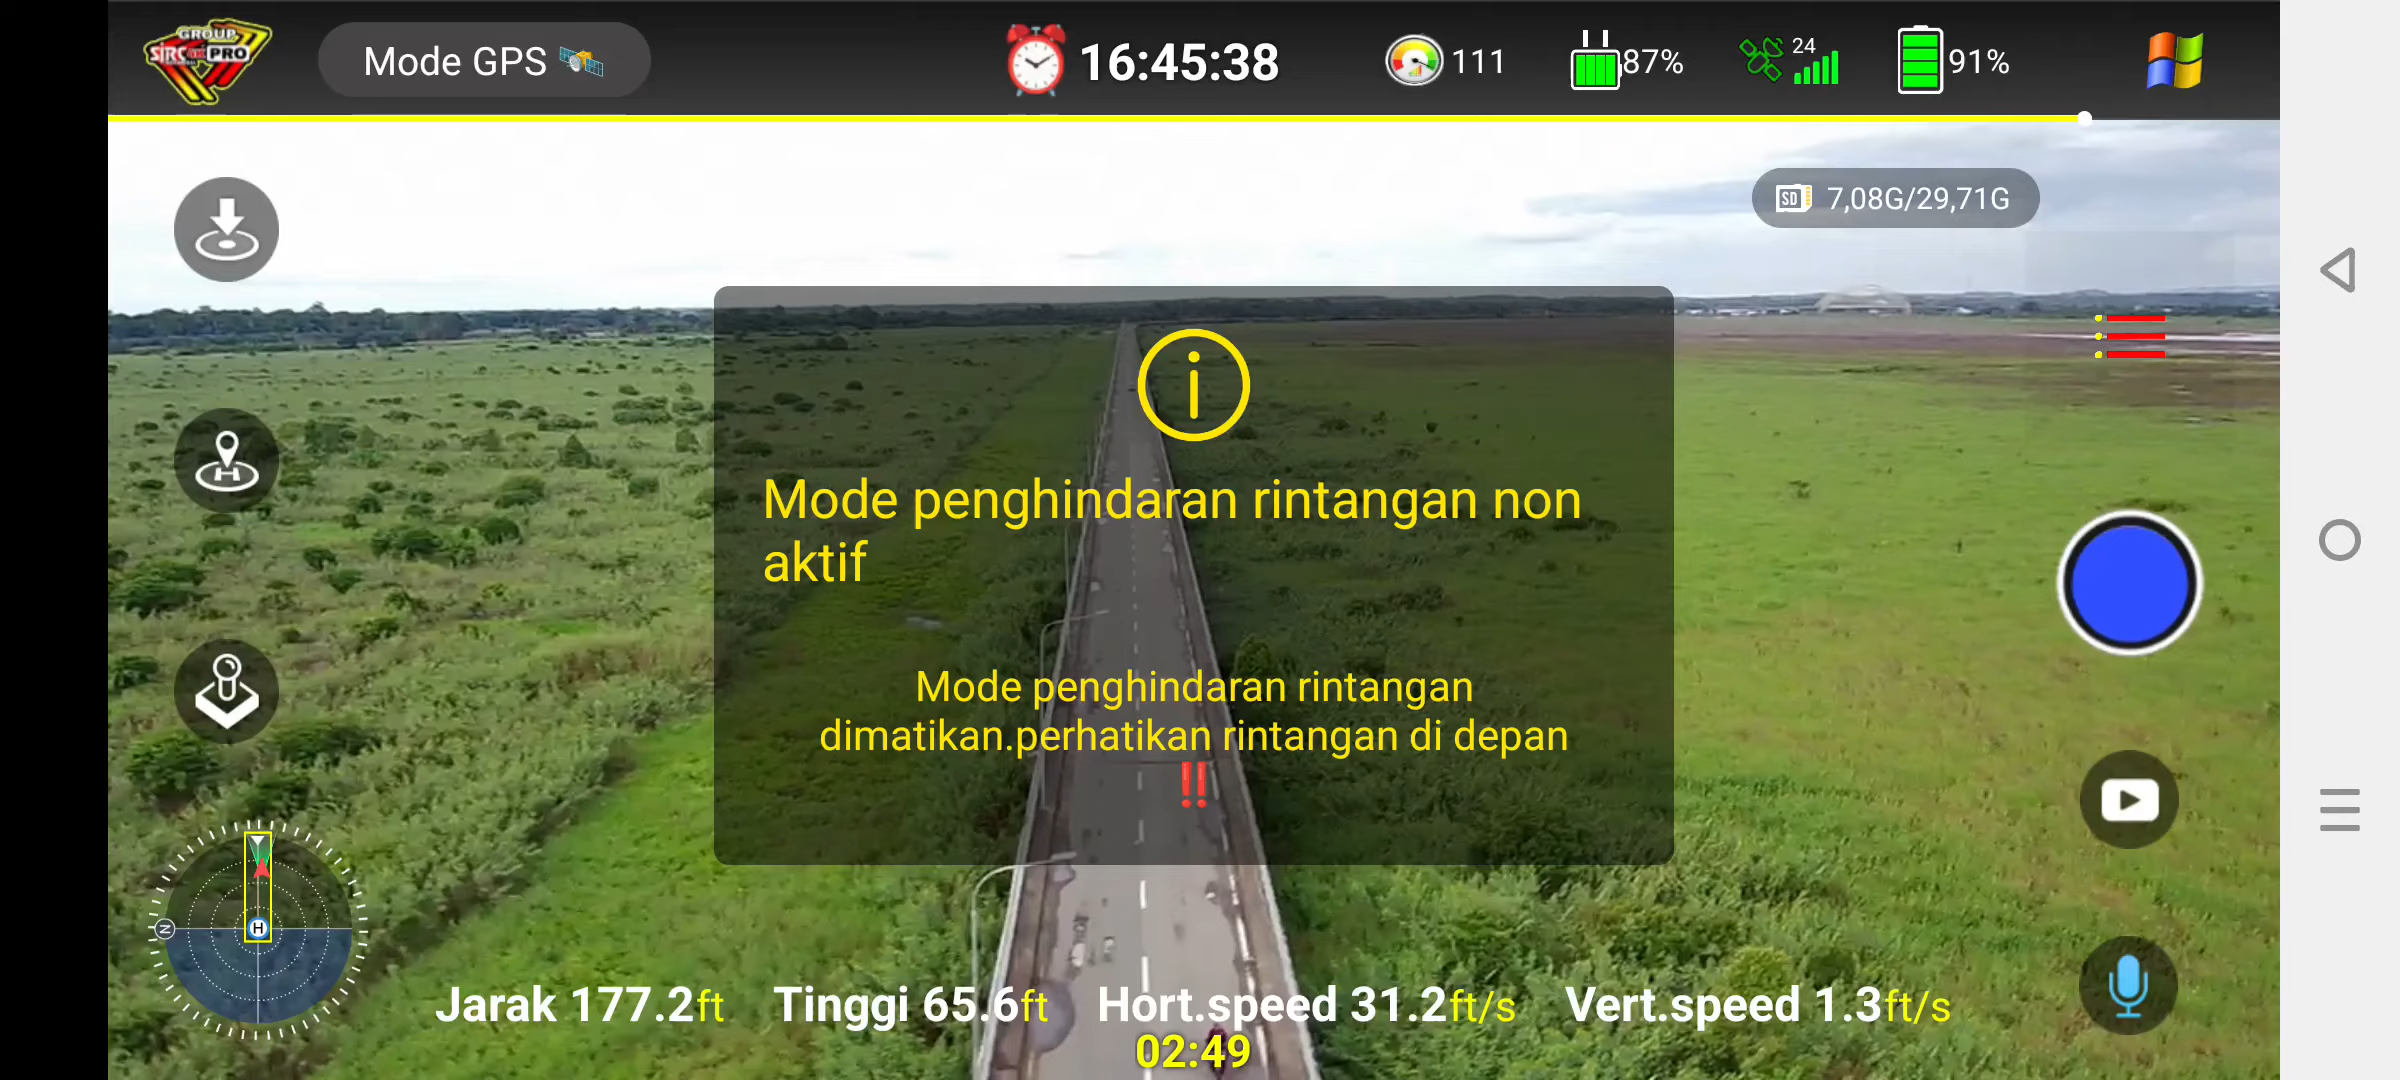 GROUP
SIRC PRO
Mode GPS
16:45:38
111
87%
24
91%
SD 7,08G/29,71G
Mode penghindaran rintangan non
aktif
Mode penghindaran rintangan
dimatikan.perhatikan rintangan di depan
‼
N
H
Jarak 177.2ft Tinggi 65.6ft Hort.speed 31.2ft/s Vert.speed 1.3ft/s
02:49